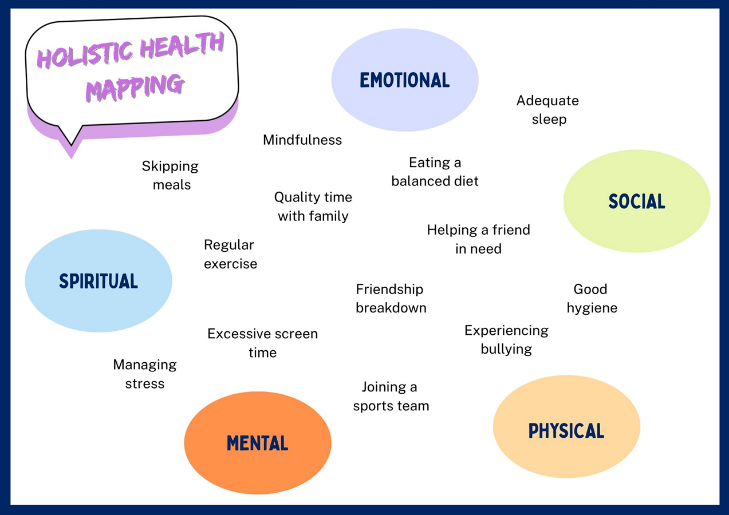 HOLISTIC HEALTH
MAPPING
EMOTIONAL
Adequate
sleep
Mindfulness
Skipping
meals
Eating a
balanced diet
Quality time
with family
SOCIAL
Helping a friend
in need
Regular
exercise
SPIRITUAL
Friendship
breakdown
Good
hygiene
Experiencing
bullying
Excessive screen
time
Managing
stress
Joining a
sports team
PHYSICAL
MENTAL